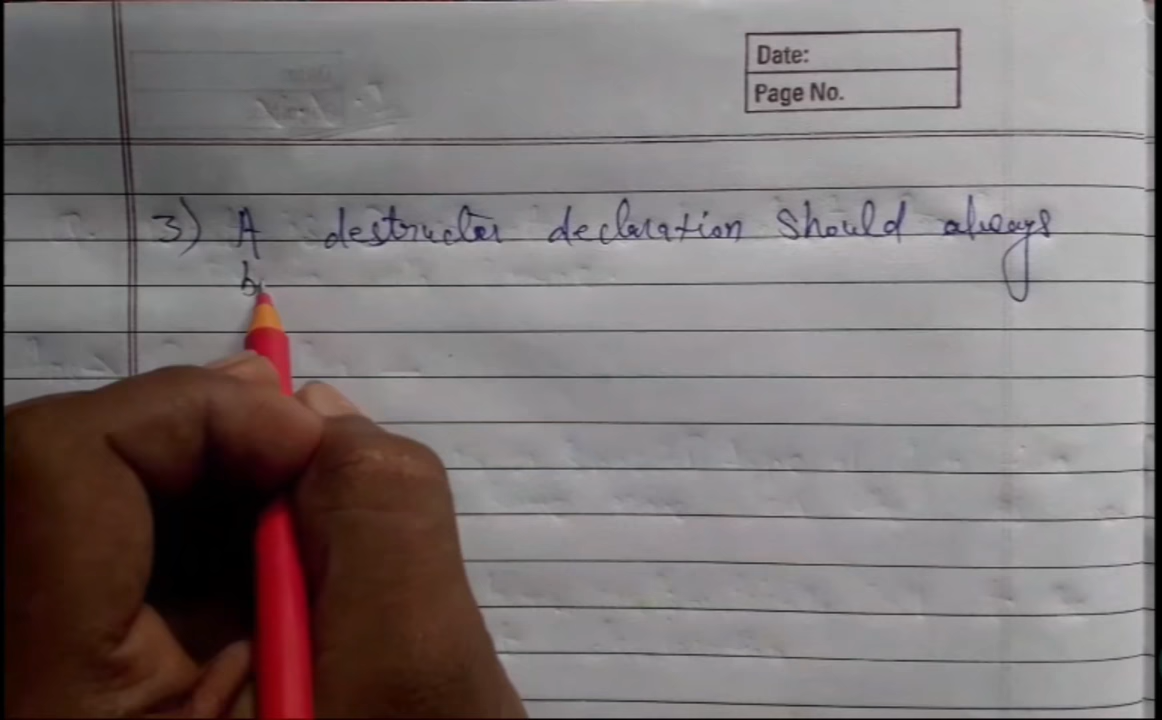 Date:
Page No.
3) A destructor declaration should always
b